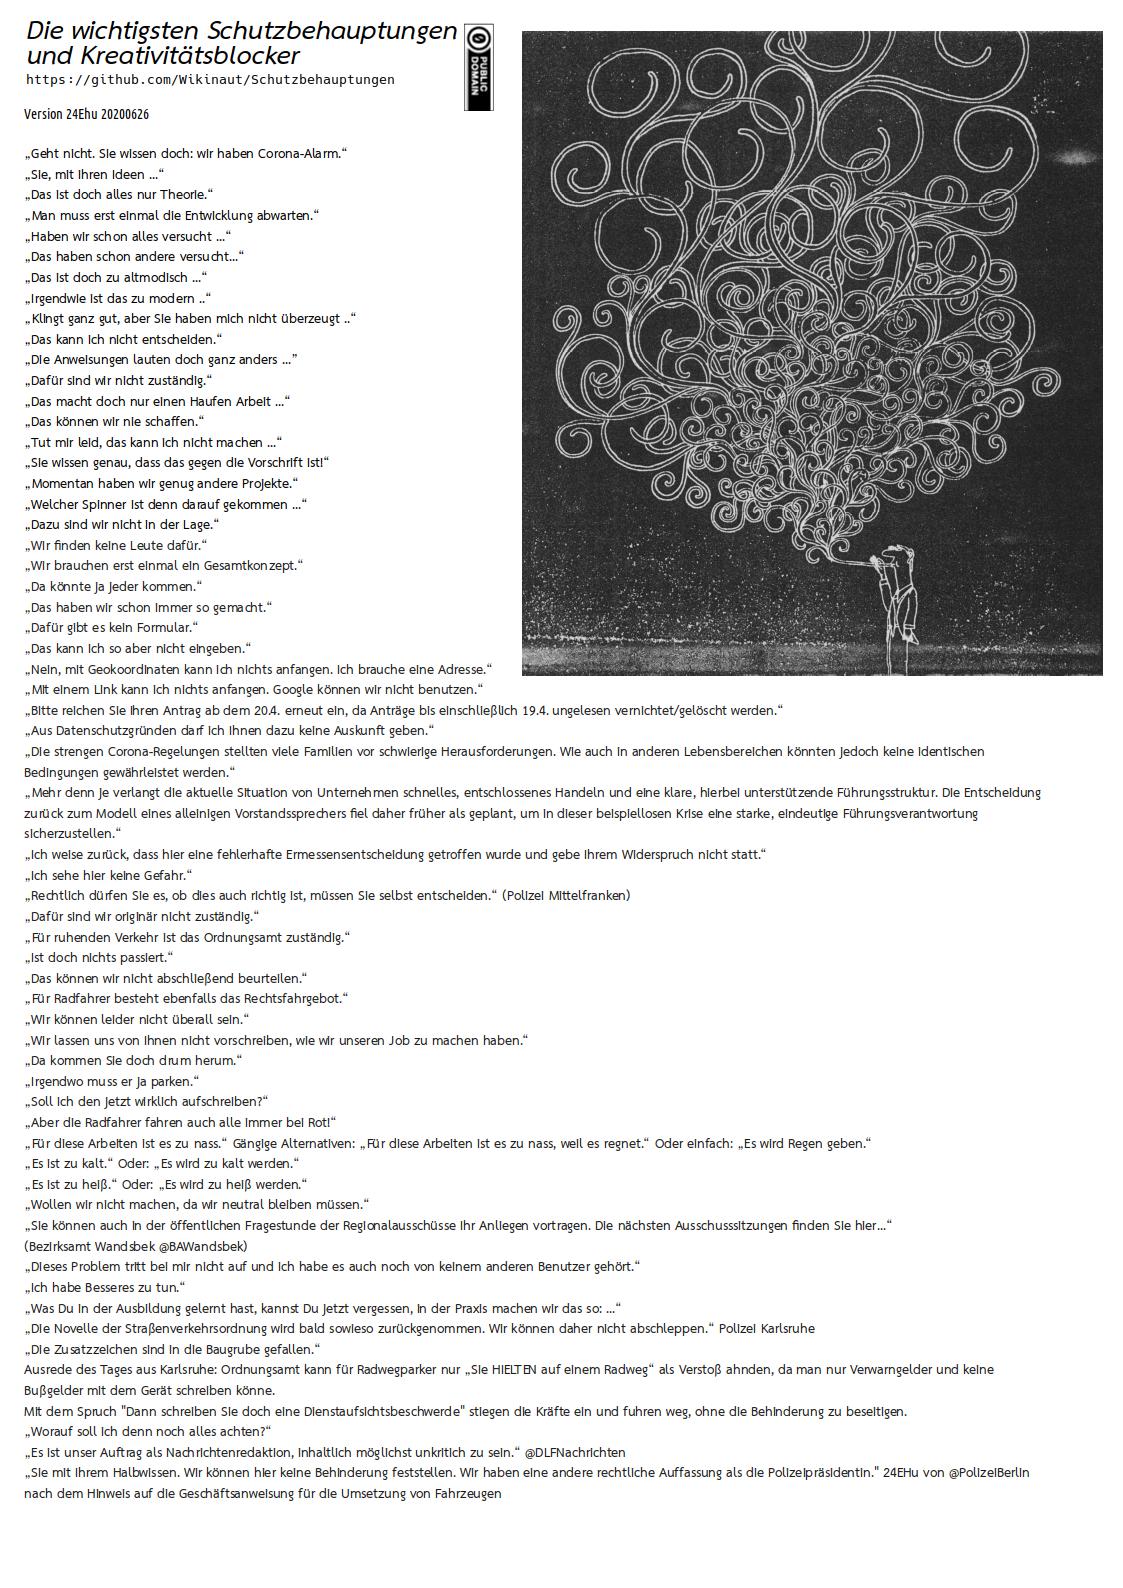 Die wichtigsten Schutzbehauptungen
und Kreativitätsblocker
https://github.com/Wikinaut/Schutzbehauptungen
PUBLIC
DOMAIN
Version 24Ehu 20200626
„Geht nicht. Sie wissen doch: wir haben Corona-Alarm.“
„Sie, mit Ihren Ideen ...“
„Das ist doch alles nur Theorie.“
„Man muss erst einmal die Entwicklung abwarten.“
„Haben wir schon alles versucht ...“
„Das haben schon andere versucht...“
„Das ist doch zu altmodisch ...“
„Irgendwie ist das zu modern ..“
„Klingt ganz gut, aber Sie haben mich nicht überzeugt ..“
„Das kann ich nicht entscheiden.“
„Die Anweisungen lauten doch ganz anders ...”
„Dafür sind wir nicht zuständig.“
„Das macht doch nur einen Haufen Arbeit ...“
„Das können wir nie schaffen.“
„Tut mir leid, das kann ich nicht machen ...“
„Sie wissen genau, dass das gegen die Vorschrift ist!“
„Momentan haben wir genug andere Projekte.“
„Welcher Spinner ist denn darauf gekommen ...“
„Dazu sind wir nicht in der Lage.“
„Wir finden keine Leute dafür.“
„Wir brauchen erst einmal ein Gesamtkonzept.“
„Da könnte ja jeder kommen.“
„Das haben wir schon immer so gemacht.“
„Dafür gibt es kein Formular.“
„Das kann ich so aber nicht eingeben.“
„Nein, mit Geokoordinaten kann ich nichts anfangen. Ich brauche eine Adresse.“
„Mit einem Link kann ich nichts anfangen. Google können wir nicht benutzen.“
„Bitte reichen Sie Ihren Antrag ab dem 20.4. erneut ein, da Anträge bis einschließlich 19.4. ungelesen vernichtet/gelöscht werden.“
„Aus Datenschutzgründen darf ich Ihnen dazu keine Auskunft geben.“
„Die strengen Corona-Regelungen stellten viele Familien vor schwierige Herausforderungen. Wie auch in anderen Lebensbereichen könnten jedoch keine identischen
Bedingungen gewährleistet werden.“
„Mehr denn je verlangt die aktuelle Situation von Unternehmen schnelles, entschlossenes Handeln und eine klare, hierbei unterstützende Führungsstruktur. Die Entscheidung
zurück zum Modell eines alleinigen Vorstandssprechers fiel daher früher als geplant, um in dieser beispiellosen Krise eine starke, eindeutige Führungsverantwortung
sicherzustellen.“
„Ich weise zurück, dass hier eine fehlerhafte Ermessensentscheidung getroffen wurde und gebe Ihrem Widerspruch nicht statt.“
„Ich sehe hier keine Gefahr.“
„Rechtlich dürfen Sie es, ob dies auch richtig ist, müssen Sie selbst entscheiden.“ (Polizei Mittelfranken)
„Dafür sind wir originär nicht zuständig.“
„Für ruhenden Verkehr ist das Ordnungsamt zuständig.“
„Ist doch nichts passiert.“
„Das können wir nicht abschließend beurteilen.“
„Für Radfahrer besteht ebenfalls das Rechtsfahrgebot.“
„Wir können leider nicht überall sein.“
„Wir lassen uns von Ihnen nicht vorschreiben, wie wir unseren Job zu machen haben.“
„Da kommen Sie doch drum herum.“
„Irgendwo muss er ja parken.“
„Soll ich den jetzt wirklich aufschreiben?“
„Aber die Radfahrer fahren auch alle immer bei Rot!“
„Für diese Arbeiten ist es zu nass.“ Gängige Alternativen: „Für diese Arbeiten ist es zu nass, weil es regnet.“ Oder einfach: „Es wird Regen geben.“
„Es ist zu kalt.“ Oder: „Es wird zu kalt werden.“
„Es ist zu heiß.“ Oder: „Es wird zu heiß werden.“
„Wollen wir nicht machen, da wir neutral bleiben müssen.“
„Sie können auch in der öffentlichen Fragestunde der Regionalausschüsse Ihr Anliegen vortragen. Die nächsten Ausschusssitzungen finden Sie hier...“
(Bezirksamt Wandsbek @BAWandsbek)
„Dieses Problem tritt bei mir nicht auf und ich habe es auch noch von keinem anderen Benutzer gehört.“
„Ich habe Besseres zu tun.“
„Was Du in der Ausbildung gelernt hast, kannst Du jetzt vergessen, in der Praxis machen wir das so: ...“
„Die Novelle der Straßenverkehrsordnung wird bald sowieso zurückgenommen. Wir können daher nicht abschleppen.“ Polizei Karlsruhe
„Die Zusatzzeichen sind in die Baugrube gefallen.“
Ausrede des Tages aus Karlsruhe: Ordnungsamt kann für Radwegparker nur „Sie HIELTEN auf einem Radweg“ als Verstoß ahnden, da man nur Verwarngelder und keine
Bußgelder mit dem Gerät schreiben könne.
Mit dem Spruch "Dann schreiben Sie doch eine Dienstaufsichtsbeschwerde" stiegen die Kräfte ein und fuhren weg, ohne die Behinderung zu beseitigen.
„Worauf soll ich denn noch alles achten?“
„Es ist unser Auftrag als Nachrichtenredaktion, inhaltlich möglichst unkritich zu sein.“ @DLFNachrichten
„Sie mit Ihrem Halbwissen. Wir können hier keine Behinderung feststellen. Wir haben eine andere rechtliche Auffassung als die Polizeipräsidentin." 24EHu von @PolizeiBerlin
nach dem Hinweis auf die Geschäftsanweisung für die Umsetzung von Fahrzeugen